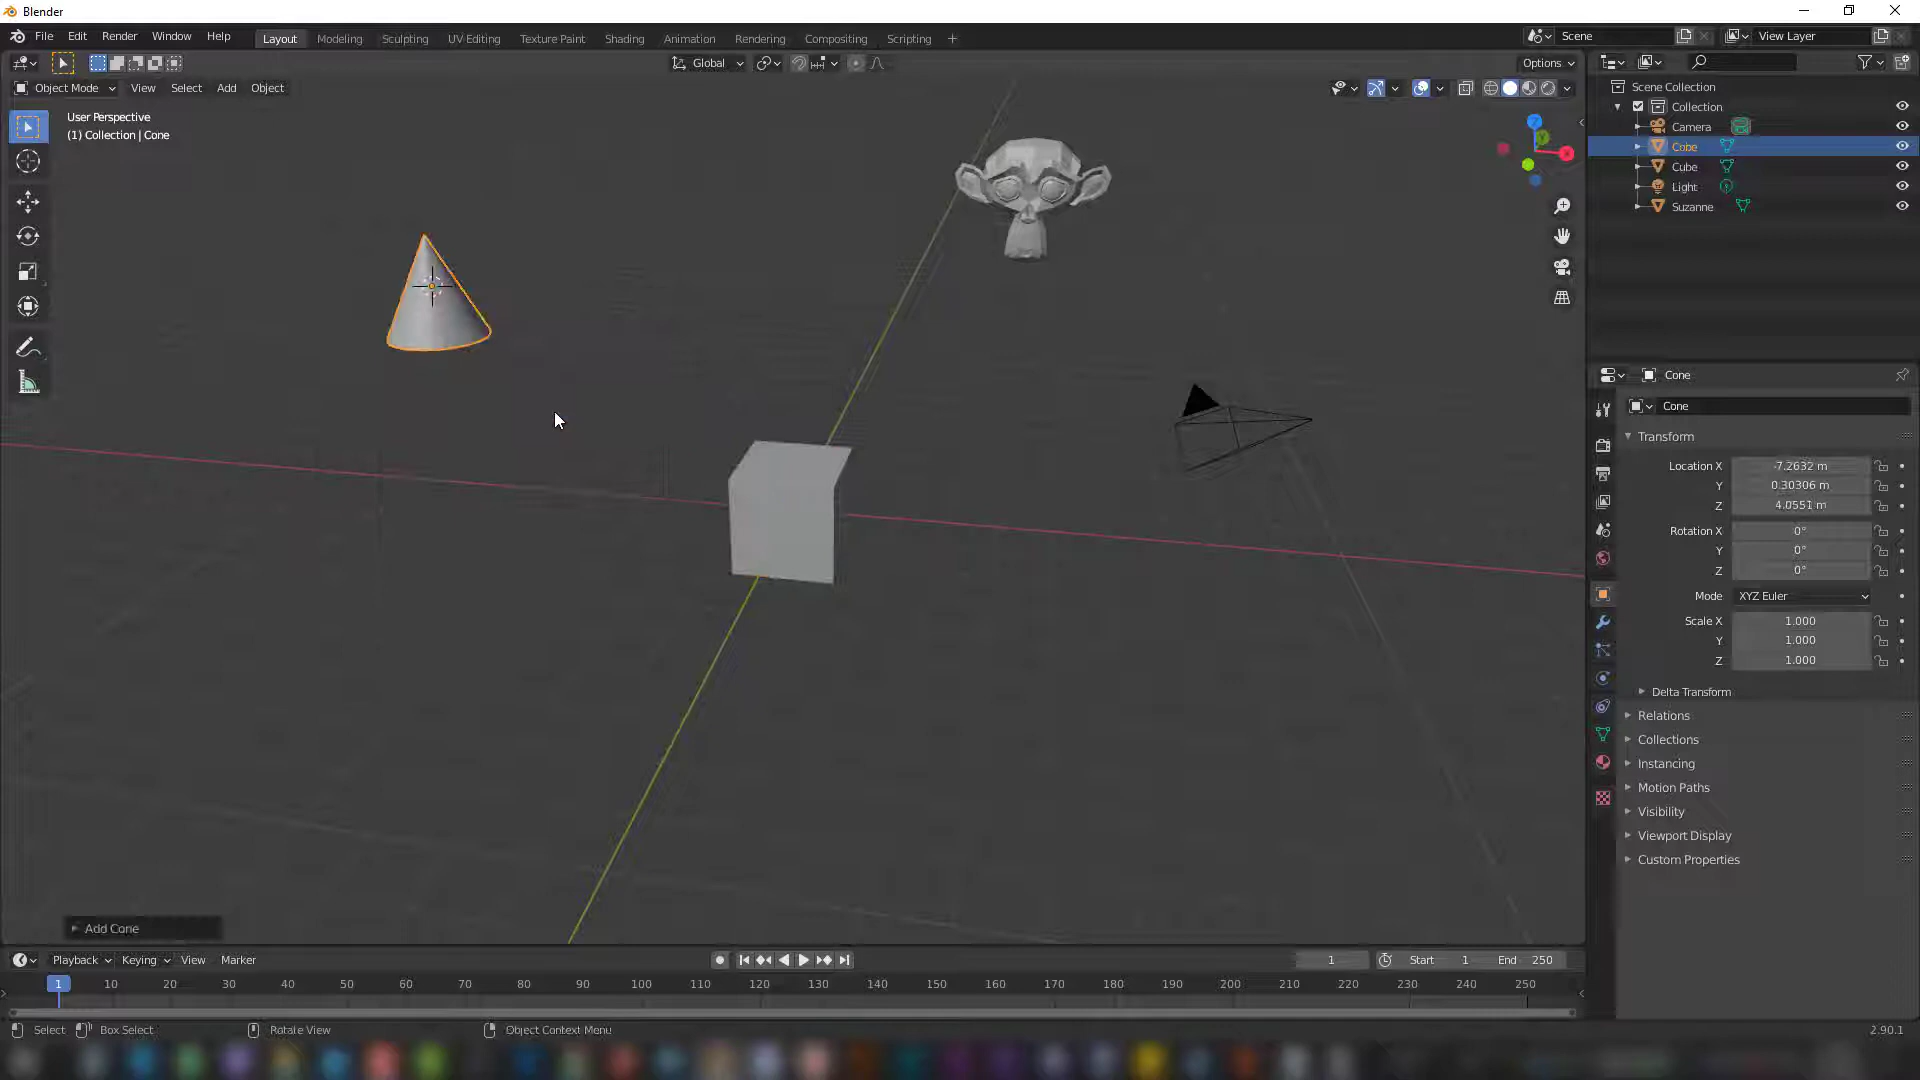 Blender
File Edit Render Window Help Layout Modeling Sculpting UV Editing Texture Paint Shading Animation Rendering Compositing Scripting + Scene View Layer
Global Options
Object Mode View Select Add Object
User Perspective
(1) Collection | Cone
Z
Y
X
Scene Collection
Collection
Camera
Cobe
Cube
Light
Suzanne
Cone
Cone
Transform
Location X -7.2632 m
Y 0.30306 m
Z 4.0551 m
Rotation X 0°
Y 0°
Z 0°
Mode XYZ Euler
Scale X 1.000
Y 1.000
Z 1.000
Delta Transform
Relations
Collections
Instancing
Motion Paths
Visibility
Viewport Display
Custom Properties
Add Cone
Playback Keying View Marker 1 Start 1 End 250
1 10 20 30 40 50 60 70 80 90 100 110 120 130 140 150 160 170 180 190 200 210 220 230 240 250
Select Box Select Rotate View Object Context Menu 2.90.1